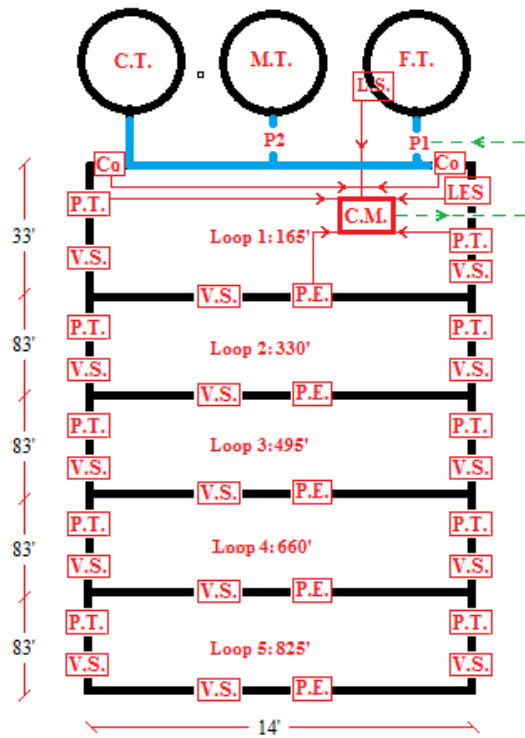 C.T. M.T. F.T.
L.S.
P2 P1
Co Co
P.T. LES
C.M.
33' Loop 1: 165' P.T.
V.S. V.S.
V.S. P.E.
P.T. P.T.
83' Loop 2: 330'
V.S. V.S.
V.S. P.E.
P.T. P.T.
83' Loop 3: 495'
V.S. V.S.
V.S. P.E.
P.T. P.T.
83' Loop 4: 660'
V.S. V.S.
V.S. P.E.
P.T. P.T.
83' Loop 5: 825'
V.S. V.S.
V.S. P.E.
14'